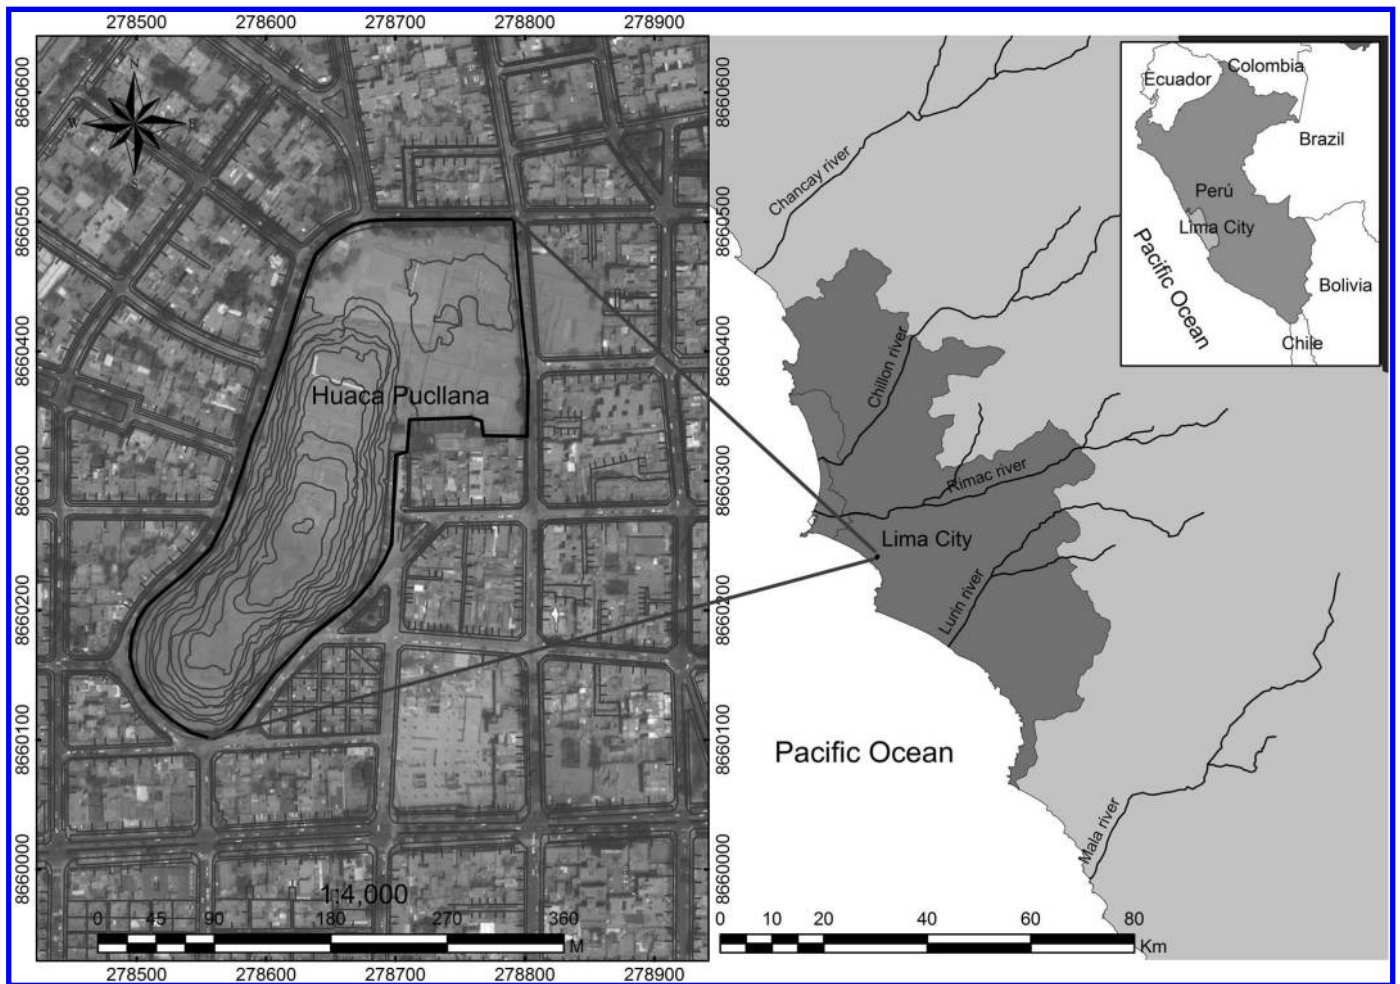 278500 278600 278700 278800 278900
8660600
8660500
8660400
8660300
8660200
8660100
8660000
N
W
E
S
Huaca Pucllana
1:4,000
0 45 90 180 270 360
M
278500 278600 278700 278800 278900
8660600
8660500
8660400
8660300
8660200
8660100
8660000
Chancay river
Chillon river
Rimac river
Lima City
Lurin river
Mala river
Pacific Ocean
0 5 10 20 40 60 80
Km
Ecuador
Colombia
Brazil
Perú
Lima City
Pacific Ocean
Bolivia
Chile